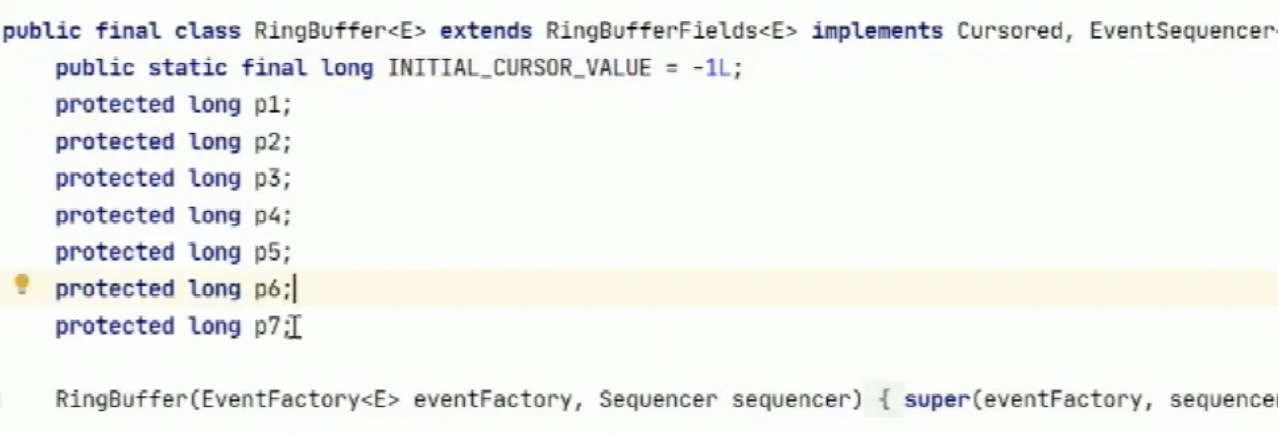 public final class RingBuffer<E> extends RingBufferFields<E> implements Cursored, EventSequencer<
public static final long INITIAL_CURSOR_VALUE = -1L;
protected long p1;
protected long p2;
protected long p3;
protected long p4;
protected long p5;
protected long p6;
protected long p7;
RingBuffer(EventFactory<E> eventFactory, Sequencer sequencer) { super(eventFactory, sequencer